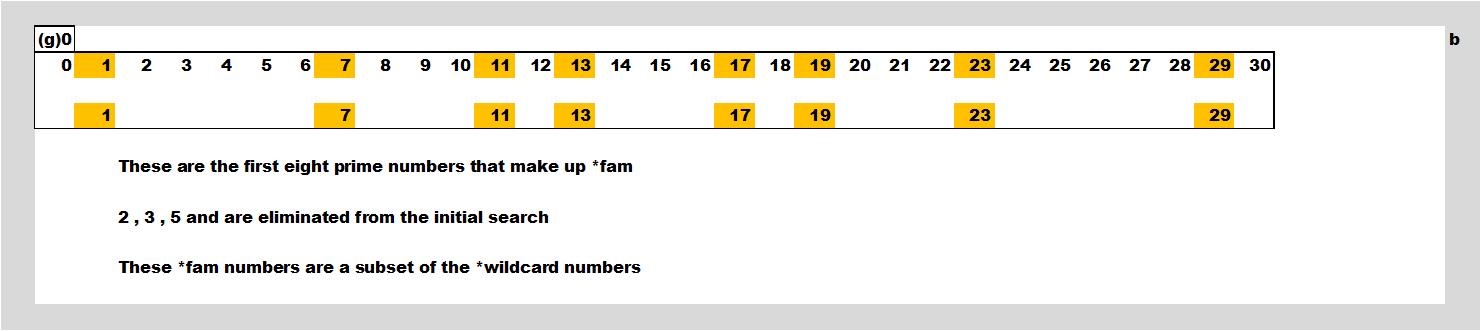 (g)0
b
0 1 2 3 4 5 6 7 8 9 10 11 12 13 14 15 16 17 18 19 20 21 22 23 24 25 26 27 28 29 30
1 7 11 13 17 19 23 29
These are the first eight prime numbers that make up *fam
2 , 3 , 5 and are eliminated from the initial search
These *fam numbers are a subset of the *wildcard numbers